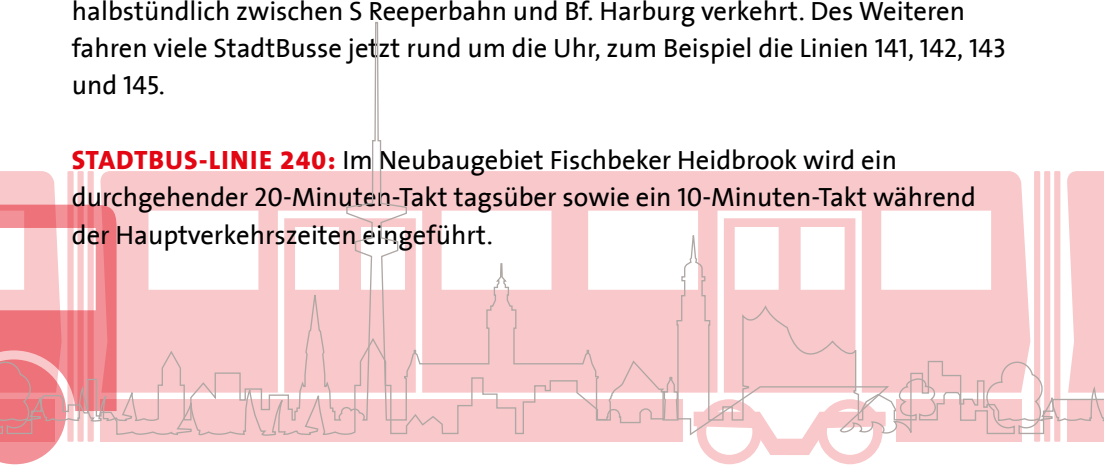 halbstündlich zwischen S Reeperbahn und Bf. Harburg verkehrt. Des Weiteren
fahren viele StadtBusse jetzt rund um die Uhr, zum Beispiel die Linien 141, 142, 143
und 145.
STADTBUS-LINIE 240: Im Neubaugebiet Fischbeker Heidbrook wird ein
durchgehender 20-Minuten-Takt tagsüber sowie ein 10-Minuten-Takt während
der Hauptverkehrszeiten eingeführt.